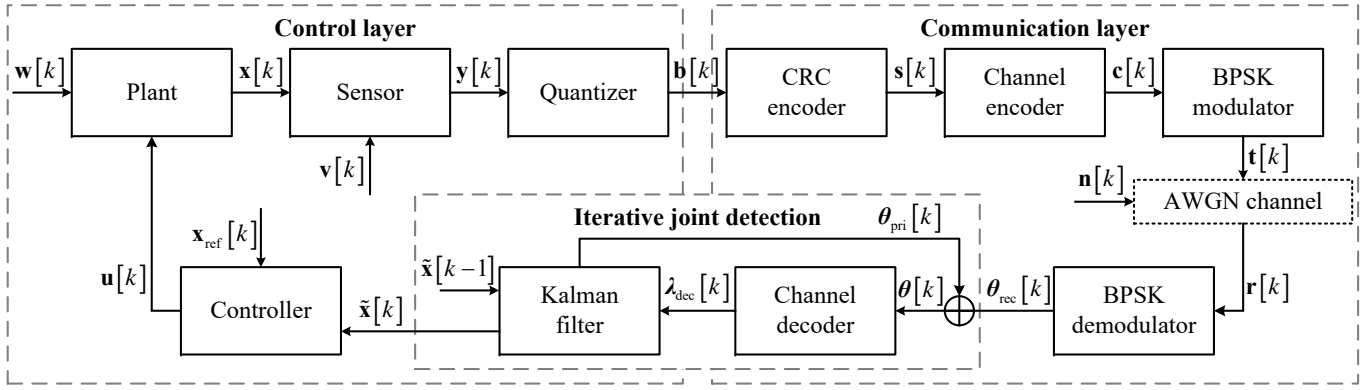 Control layer
Communication layer
w[k]
Plant
x[k]
Sensor
y[k]
Quantizer
b[k]
CRC
encoder
s[k]
Channel
encoder
c[k]
BPSK
modulator
v[k]
t[k]
n[k]
AWGN channel
Iterative joint detection
θ_pri[k]
x_ref[k]
u[k]
Controller
x̃[k]
x̃[k−1]
Kalman
filter
λ_dec[k]
Channel
decoder
θ[k]
θ_rec[k]
BPSK
demodulator
r[k]